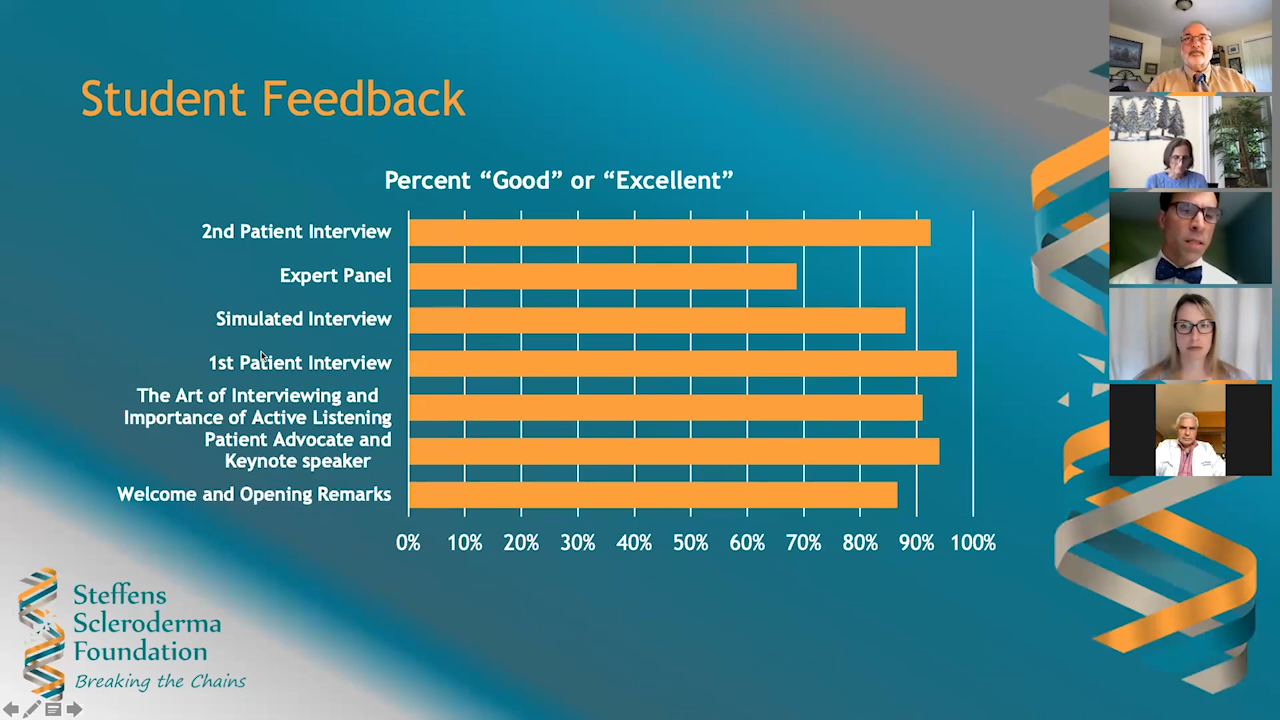 Student Feedback
Percent “Good” or “Excellent”
2nd Patient Interview
Expert Panel
Simulated Interview
1st Patient Interview
The Art of Interviewing and
Importance of Active Listening
Patient Advocate and
Keynote speaker
Welcome and Opening Remarks
0% 10% 20% 30% 40% 50% 60% 70% 80% 90% 100%
Steffens
Scleroderma
Foundation
Breaking the Chains